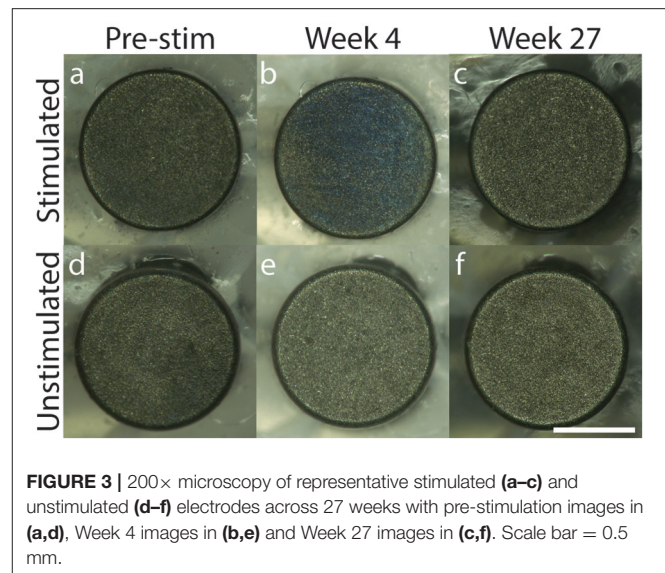 Pre-stim Week 4 Week 27
Stimulated
a b c
Unstimulated
d e f
FIGURE 3 | 200× microscopy of representative stimulated (a–c) and
unstimulated (d–f) electrodes across 27 weeks with pre-stimulation images in
(a,d), Week 4 images in (b,e) and Week 27 images in (c,f). Scale bar = 0.5
mm.